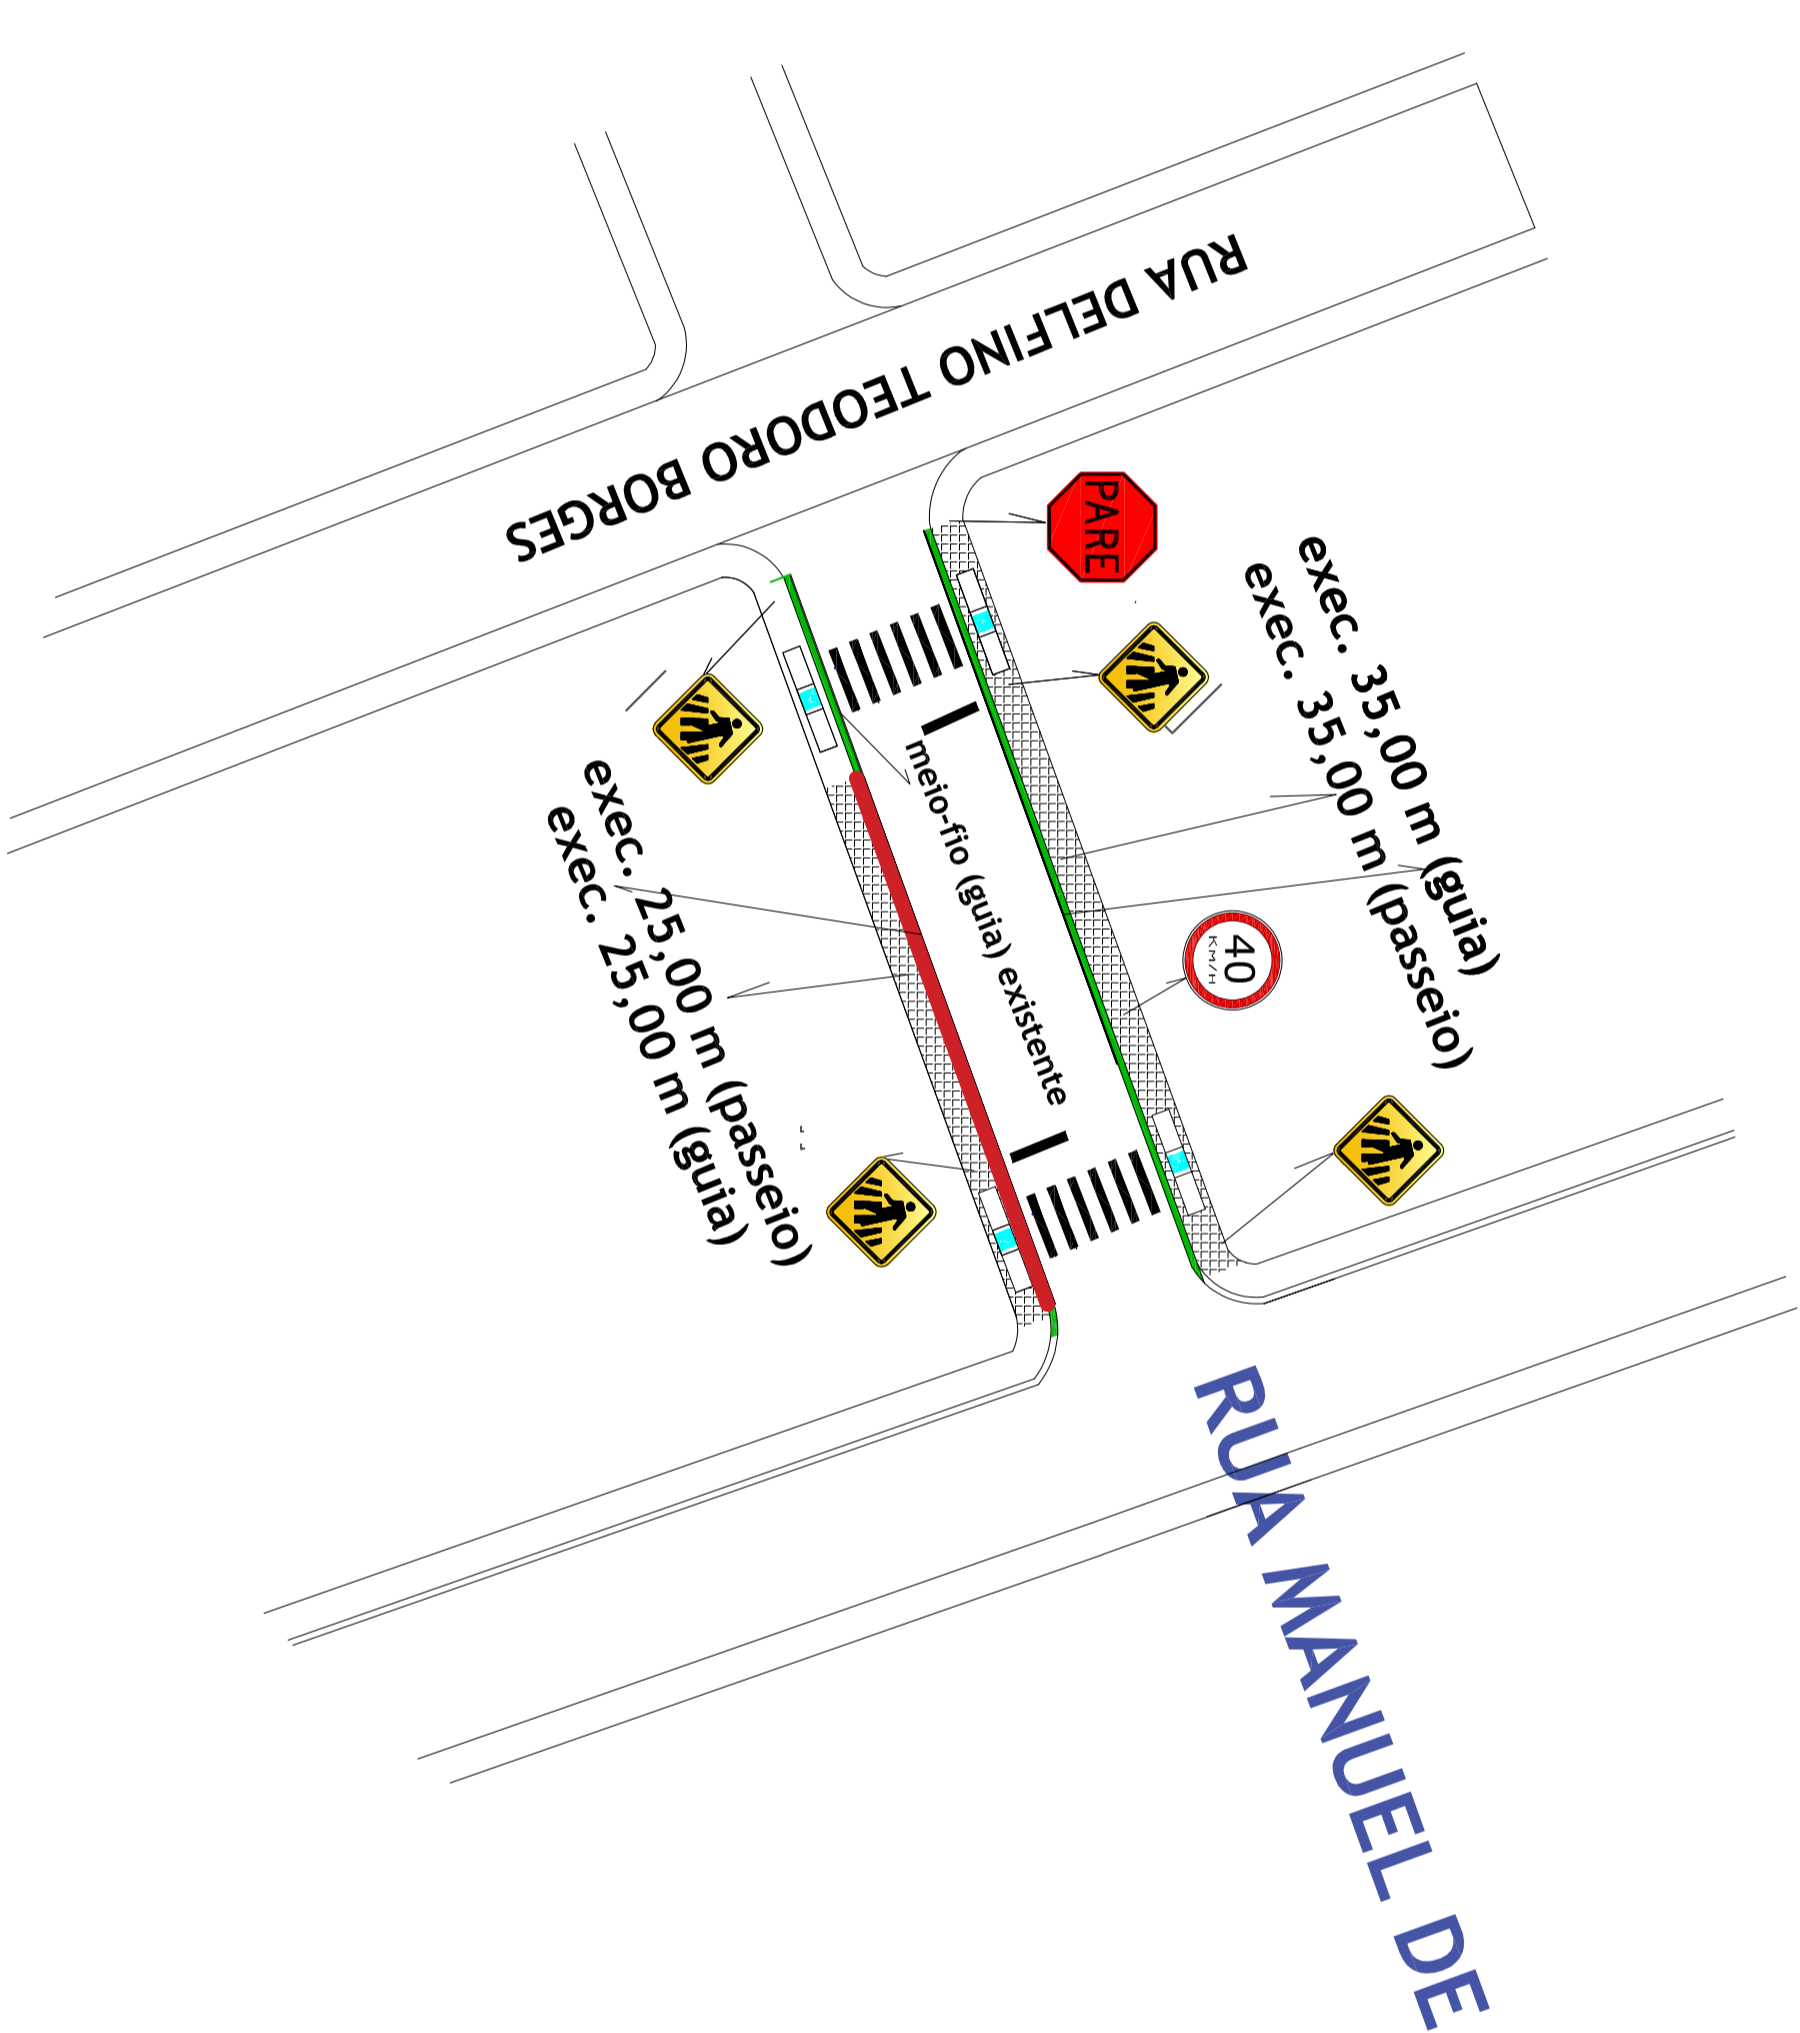 RUA DELFINO TEODORO BORGES
PARE
exec. 35,00 m (guia)
exec. 35,00 m (passeio)
meio-fio (guia) existente
40
KM/H
exec. 25,00 m (passeio)
exec. 25,00 m (guia)
RUA MANUEL DE